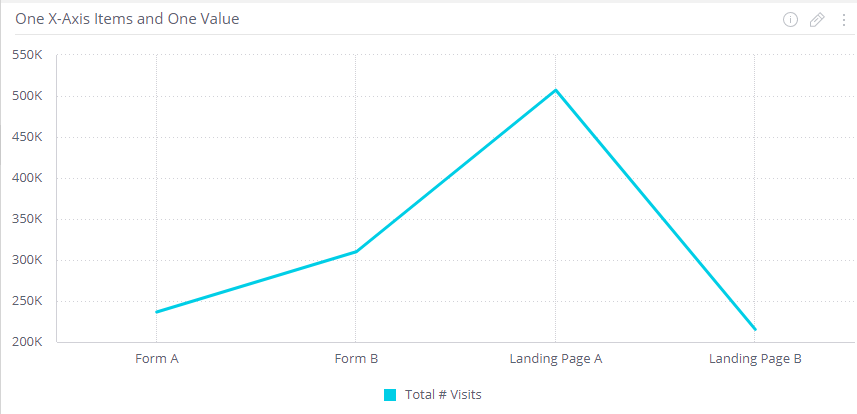 One X-Axis Items and One Value
550K
500K
450K
400K
350K
300K
250K
200K
Form A
Form B
Landing Page A
Landing Page B
Total # Visits